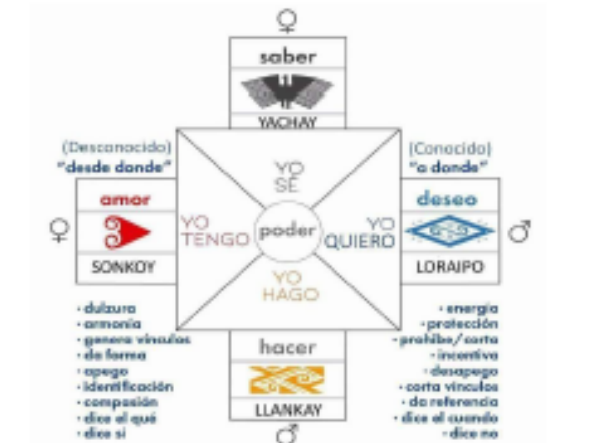 ♀
saber
YACHAY
(Desconocido)
"desde donde"
(Conocido)
"a donde"
YO
SÉ
amor
SONKOY
♀
YO
TENGO
poder
YO
QUIERO
deseo
LORAIPO
♂
YO
HAGO
hacer
LLANKAY
♂
• dulzura
• armonía
• genera vínculos
• da forma
• apego
• identificación
• compasión
• dice el qué
• dice si
• energía
• protección
• prohibe/corta
• incentiva
• desapego
• corta vínculos
• da referencia
• dice el cuando
• dice no